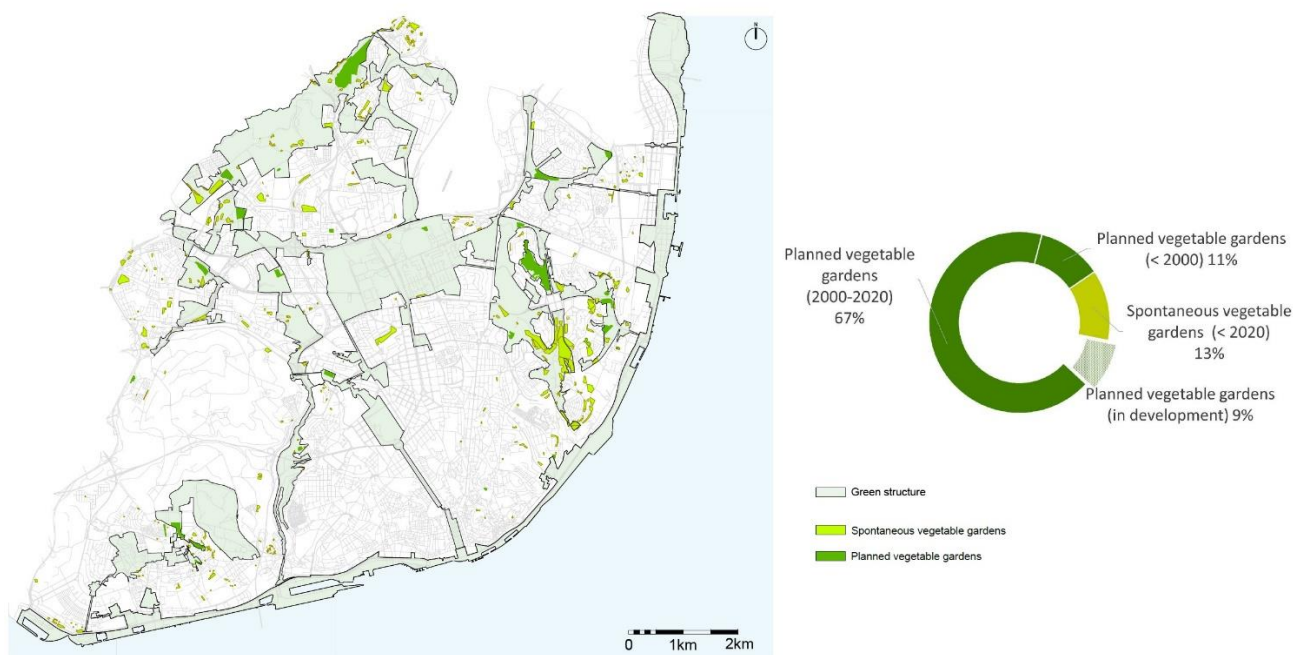 N
Planned vegetable
gardens
(2000-2020)
67%
Planned vegetable gardens
(< 2000) 11%
Spontaneous vegetable
gardens (< 2020)
13%
Planned vegetable gardens
(in development) 9%
Green structure
Spontaneous vegetable gardens
Planned vegetable gardens
0 1km 2km